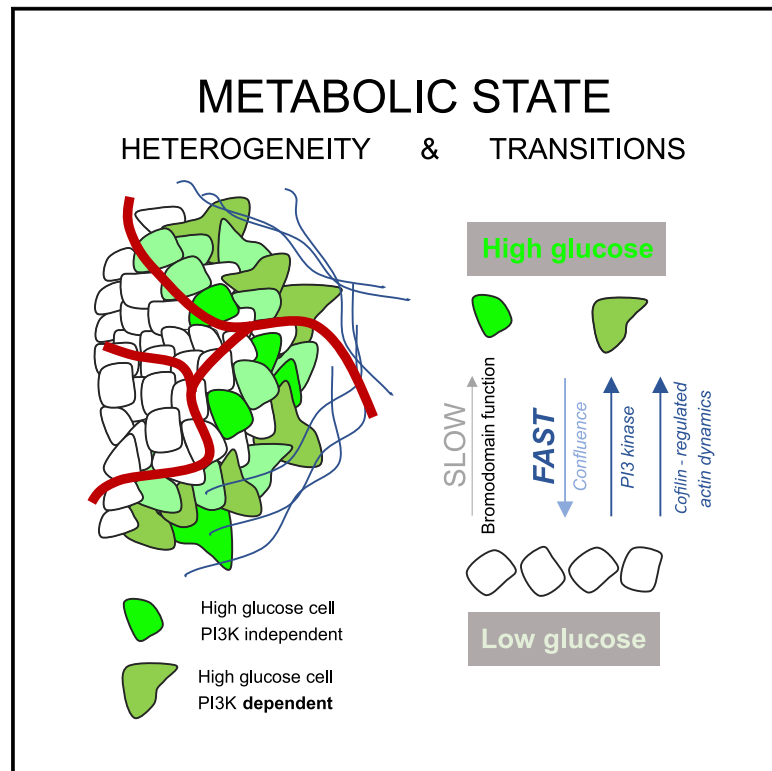 METABOLIC STATE
HETEROGENEITY & TRANSITIONS
High glucose
SLOW
Bromodomain function
FAST
Confluence
PI3 kinase
Cofilin - regulated
actin dynamics
Low glucose
High glucose cell
PI3K independent
High glucose cell
PI3K dependent